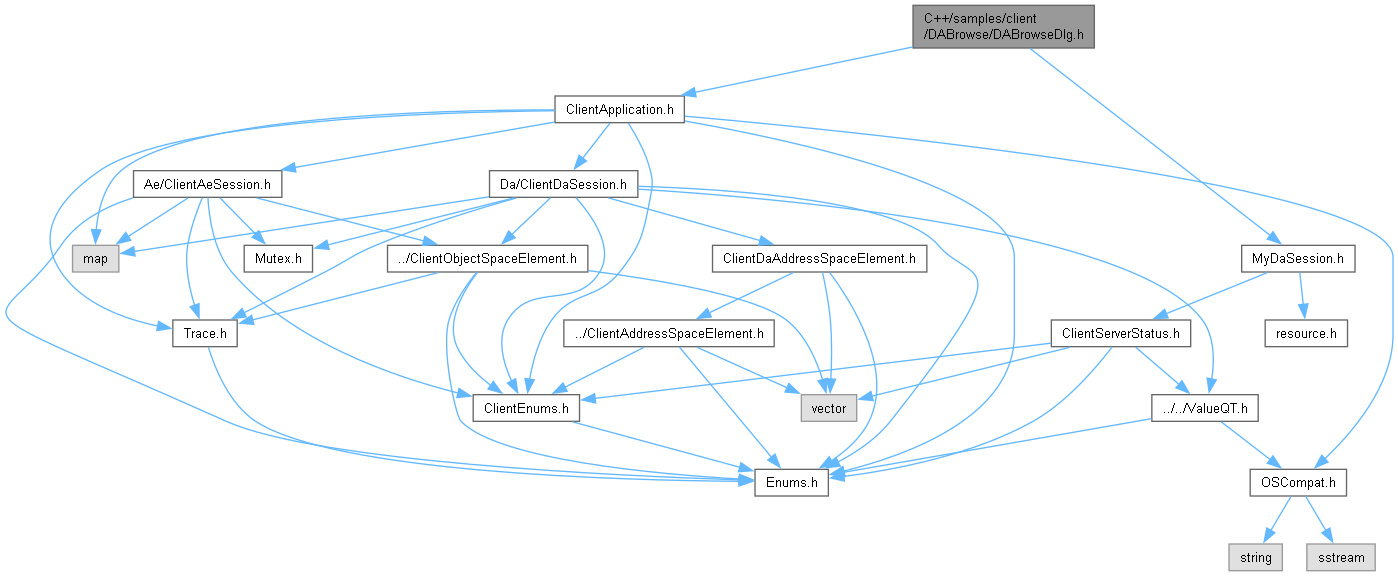 C++/samples/client
/DABrowse/DABrowseDlg.h
ClientApplication.h
Ae/ClientAeSession.h
Da/ClientDaSession.h
map
Mutex.h
../ClientObjectSpaceElement.h
ClientDaAddressSpaceElement.h
MyDaSession.h
Trace.h
../ClientAddressSpaceElement.h
ClientServerStatus.h
resource.h
ClientEnums.h
vector
../../ValueQT.h
Enums.h
OSCompat.h
string
sstream